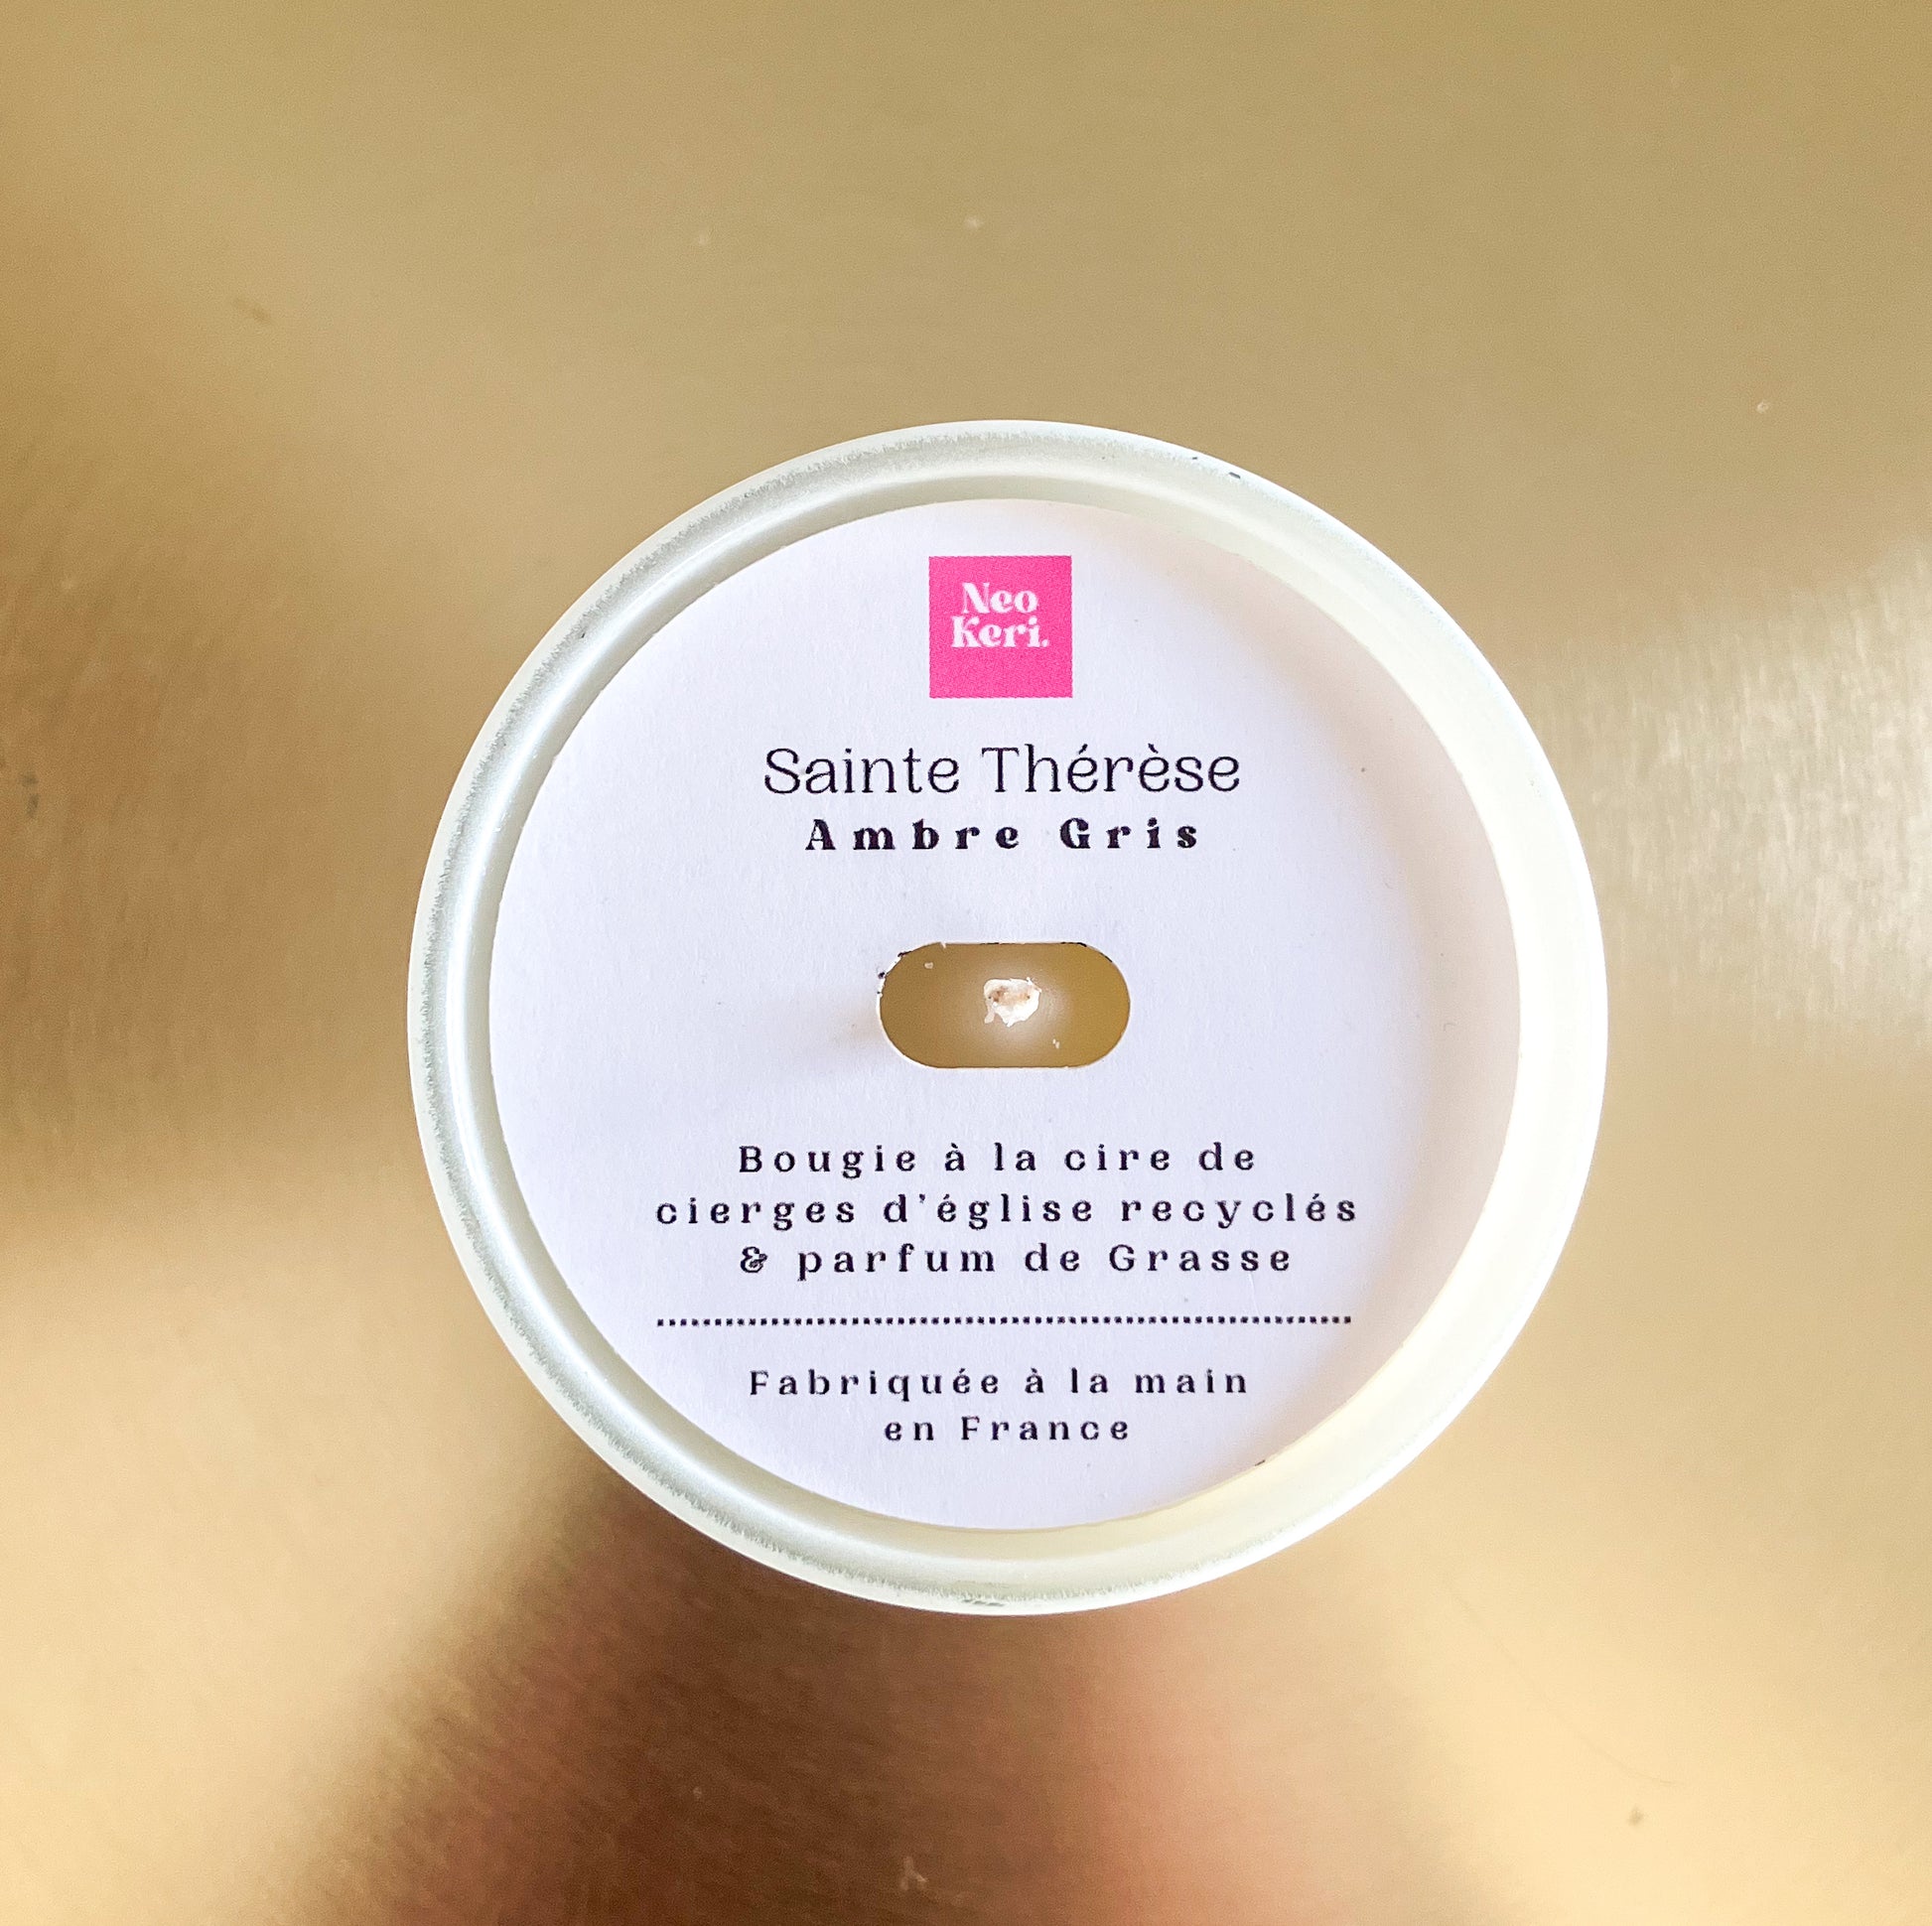 Neo
Keri.
Sainte Thérèse
Ambre Gris
Bougie à la cire de
cierges d'église recyclés
& parfum de Grasse
Fabriquée à la main
en France